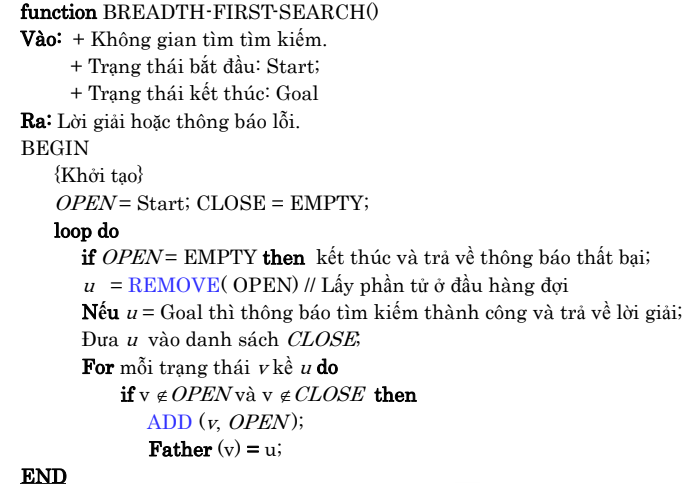 function BREADTH-FIRST-SEARCH()
Vào: + Không gian tìm tìm kiếm.
+ Trạng thái bắt đầu: Start;
+ Trạng thái kết thúc: Goal
Ra: Lời giải hoặc thông báo lỗi.
BEGIN
{Khởi tạo}
OPEN = Start; CLOSE = EMPTY;
loop do
if OPEN = EMPTY then kết thúc và trả về thông báo thất bại;
u = REMOVE( OPEN) // Lấy phần tử ở đầu hàng đợi
Nếu u = Goal thì thông báo tìm kiếm thành công và trả về lời giải;
Đưa u vào danh sách CLOSE;
For mỗi trạng thái v kề u do
if v ∉ OPEN và v ∉ CLOSE then
ADD (v, OPEN);
Father (v) = u;
END